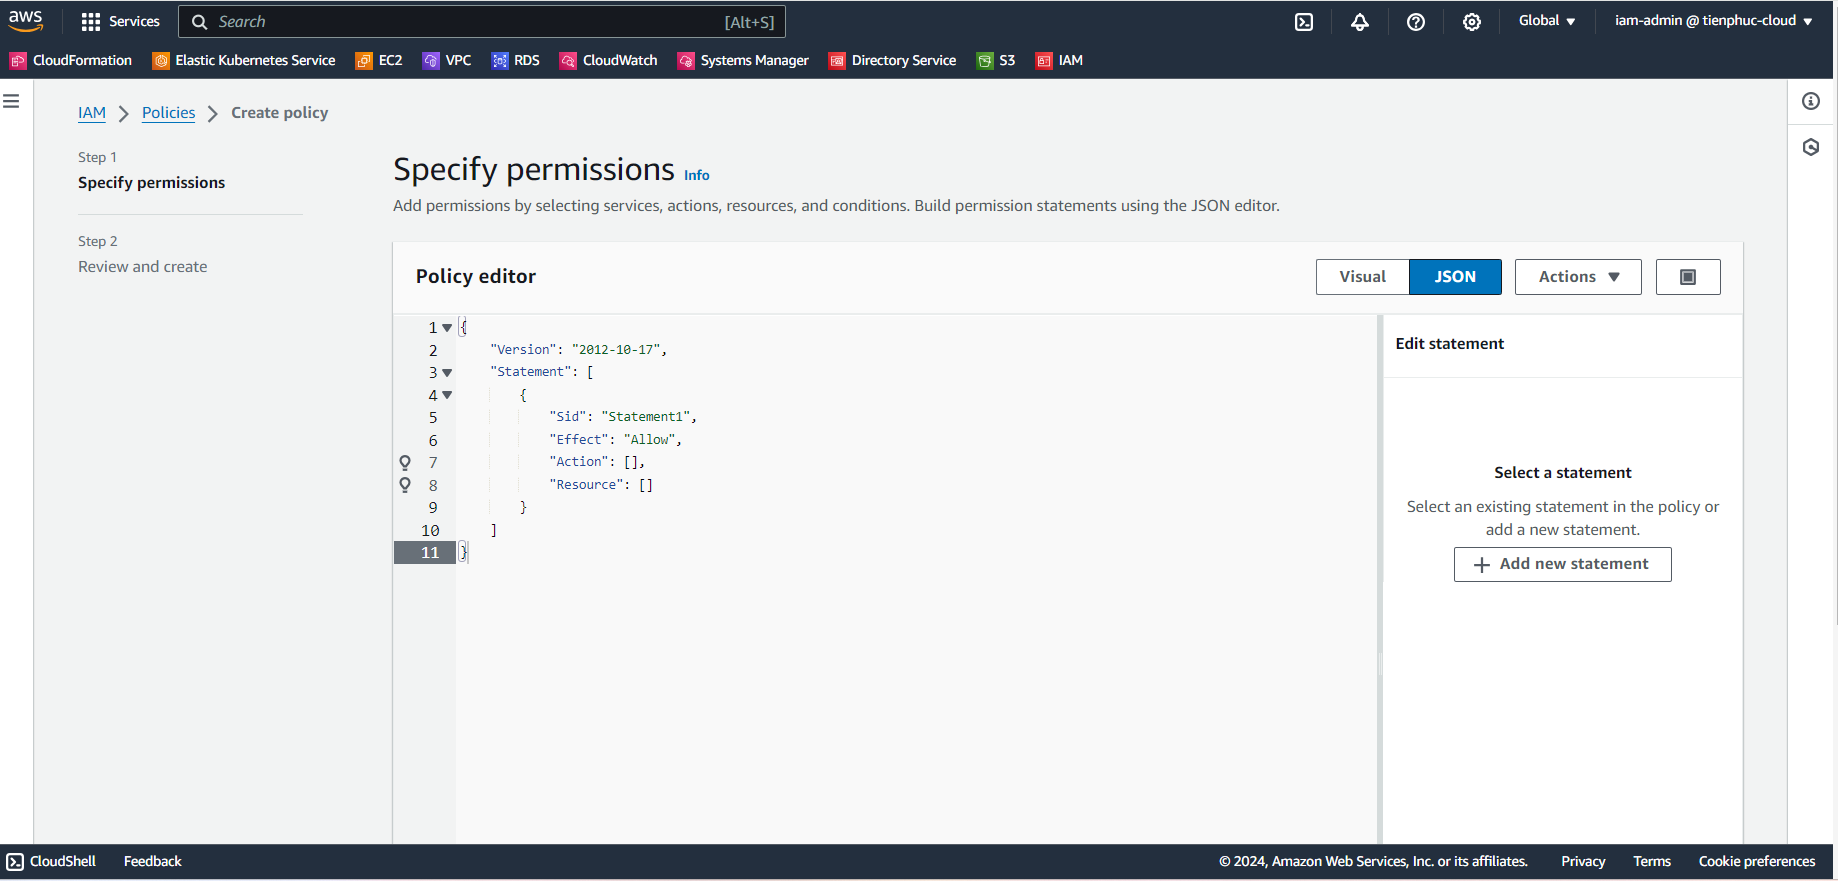 aws Services Search [Alt+S] Global iam-admin @ tienphuc-cloud
CloudFormation Elastic Kubernetes Service EC2 VPC RDS CloudWatch Systems Manager Directory Service S3 IAM
IAM Policies Create policy
Step 1
Specify permissions
Step 2
Review and create
Specify permissions Info
Add permissions by selecting services, actions, resources, and conditions. Build permission statements using the JSON editor.
Policy editor
Visual JSON Actions
1 {
2 "Version": "2012-10-17",
3 "Statement": [
4 {
5 "Sid": "Statement1",
6 "Effect": "Allow",
7 "Action": [],
8 "Resource": []
9 }
10 ]
11 }
Edit statement
Select a statement
Select an existing statement in the policy or
add a new statement.
+ Add new statement
CloudShell Feedback © 2024, Amazon Web Services, Inc. or its affiliates. Privacy Terms Cookie preferences